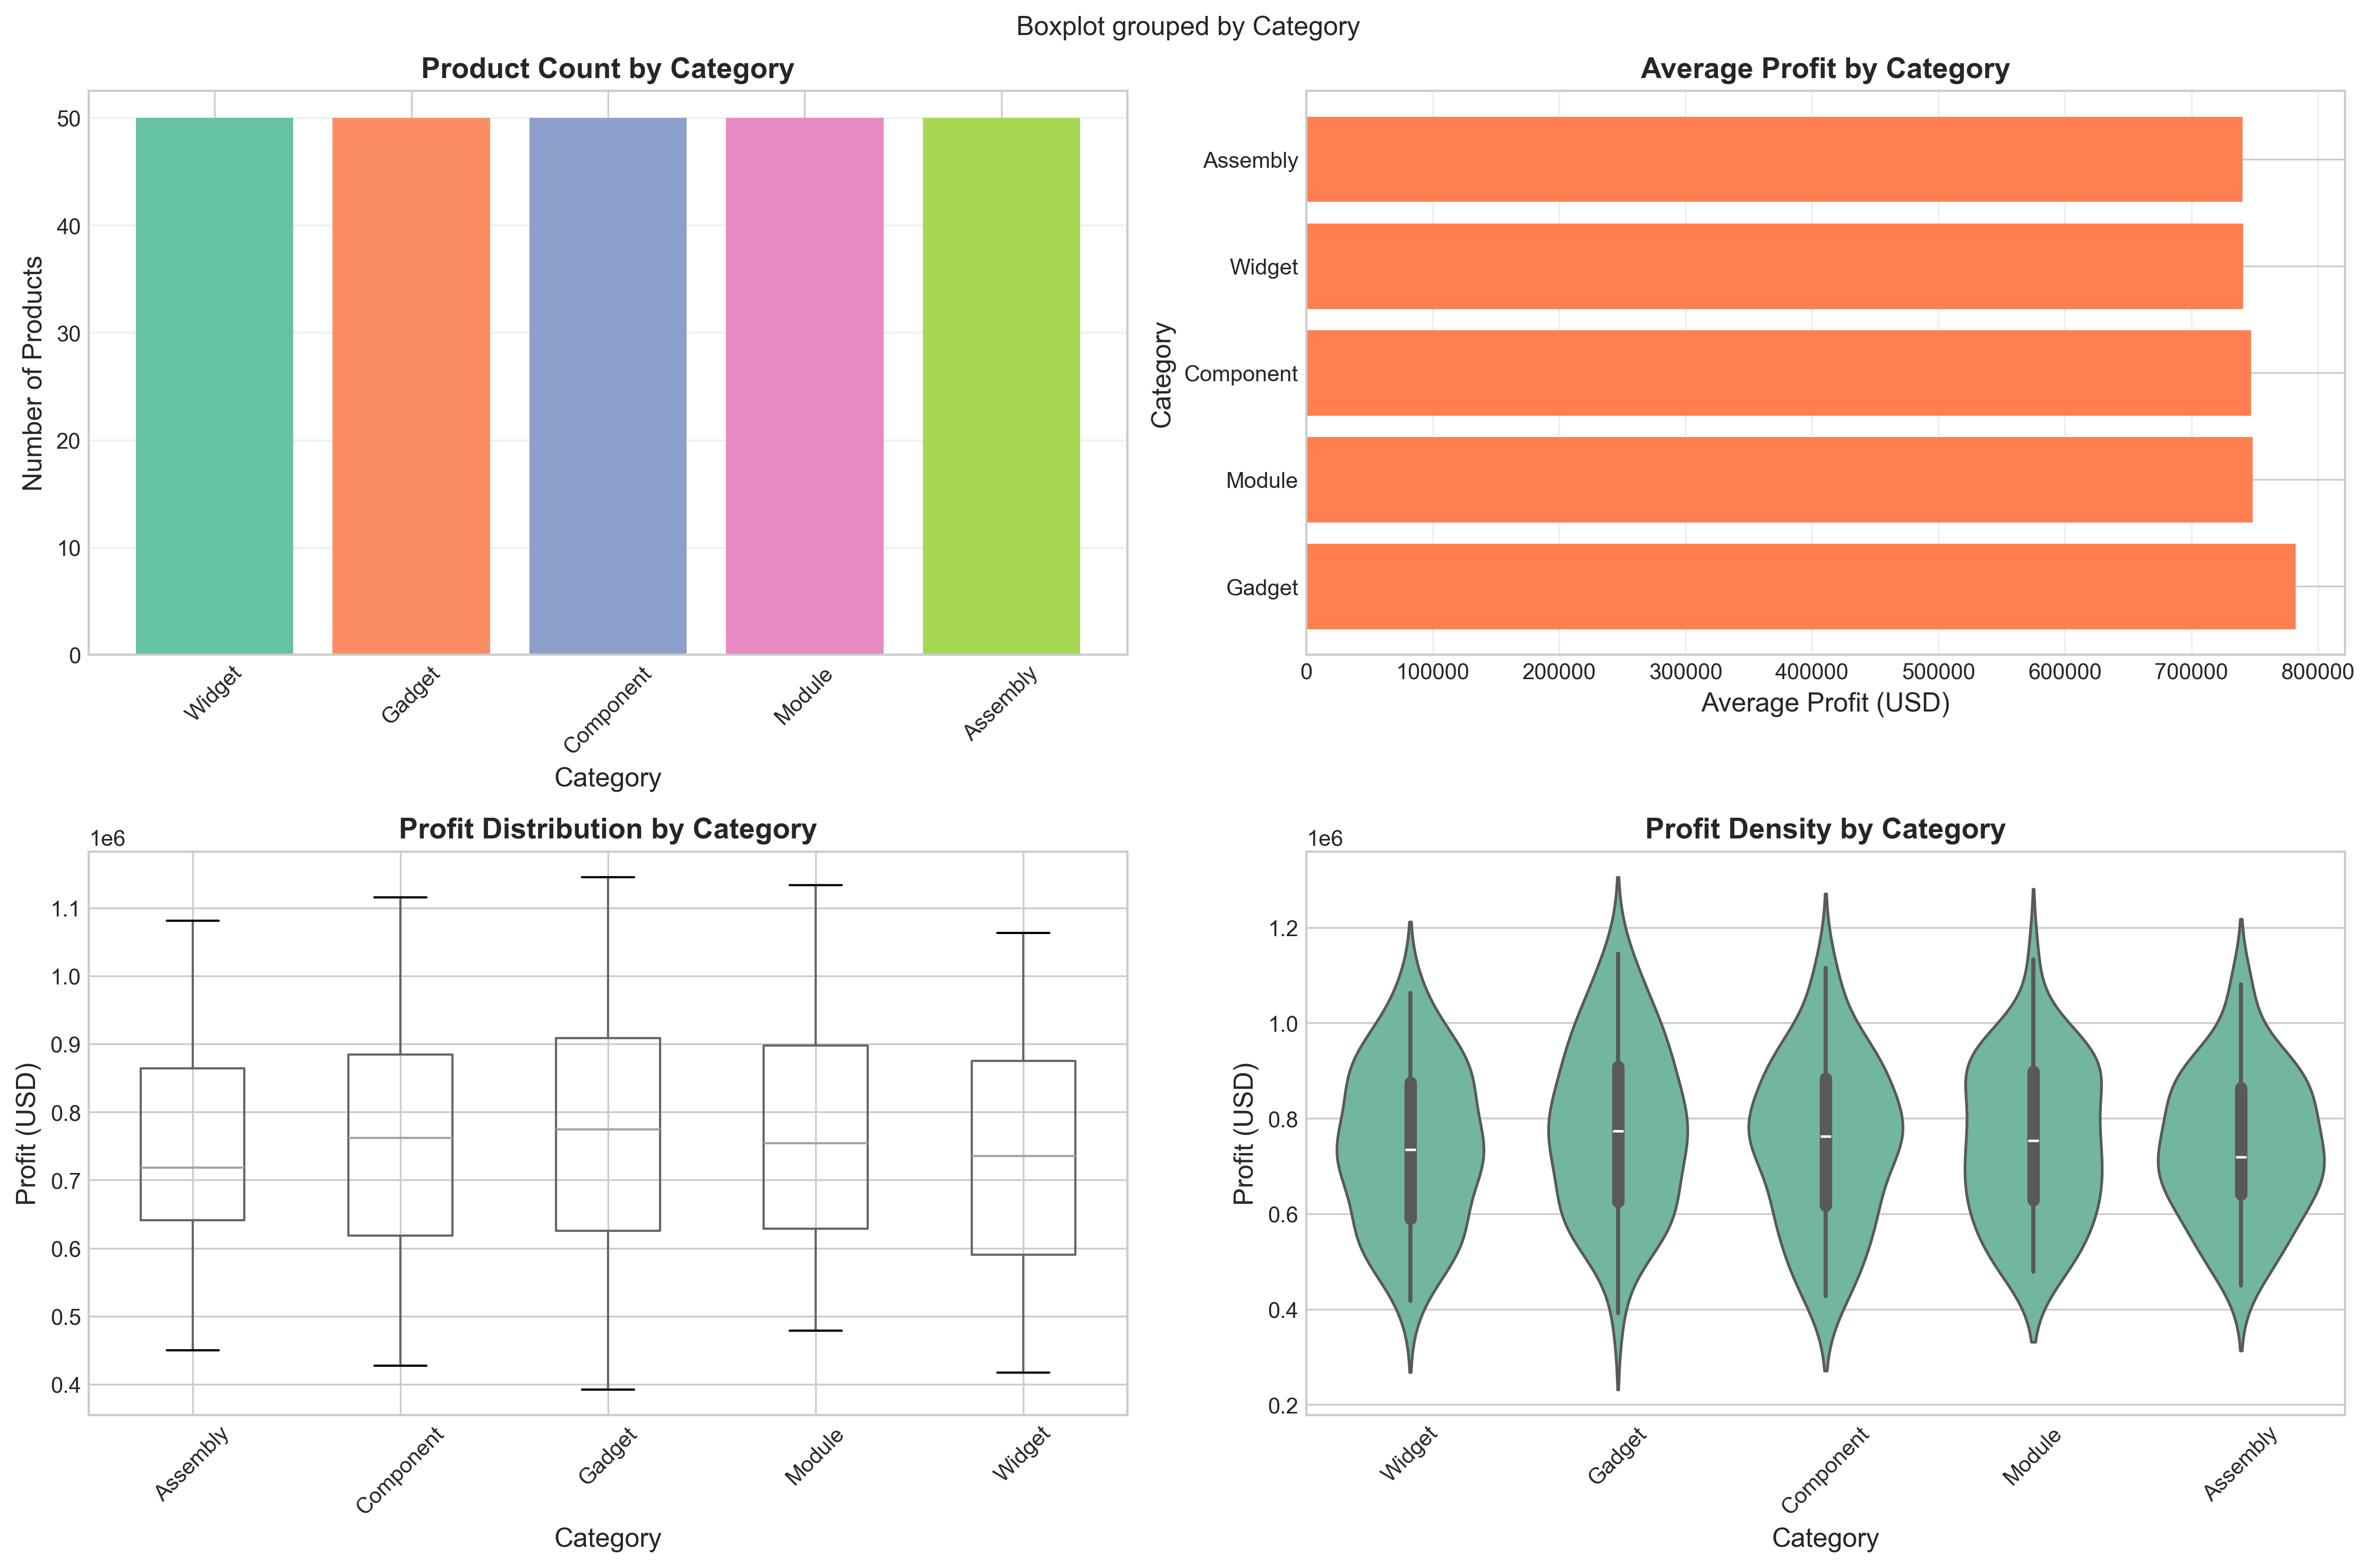 Boxplot grouped by Category
Product Count by Category
Number of Products
50
40
30
20
10
0
Widget
Gadget
Component
Module
Assembly
Category
Average Profit by Category
Category
Assembly
Widget
Component
Module
Gadget
0
100000
200000
300000
400000
500000
600000
700000
800000
Average Profit (USD)
Profit Distribution by Category
1e6
Profit (USD)
1.1
1.0
0.9
0.8
0.7
0.6
0.5
0.4
Assembly
Component
Gadget
Module
Widget
Category
Profit Density by Category
1e6
Profit (USD)
1.2
1.0
0.8
0.6
0.4
0.2
Widget
Gadget
Component
Module
Assembly
Category